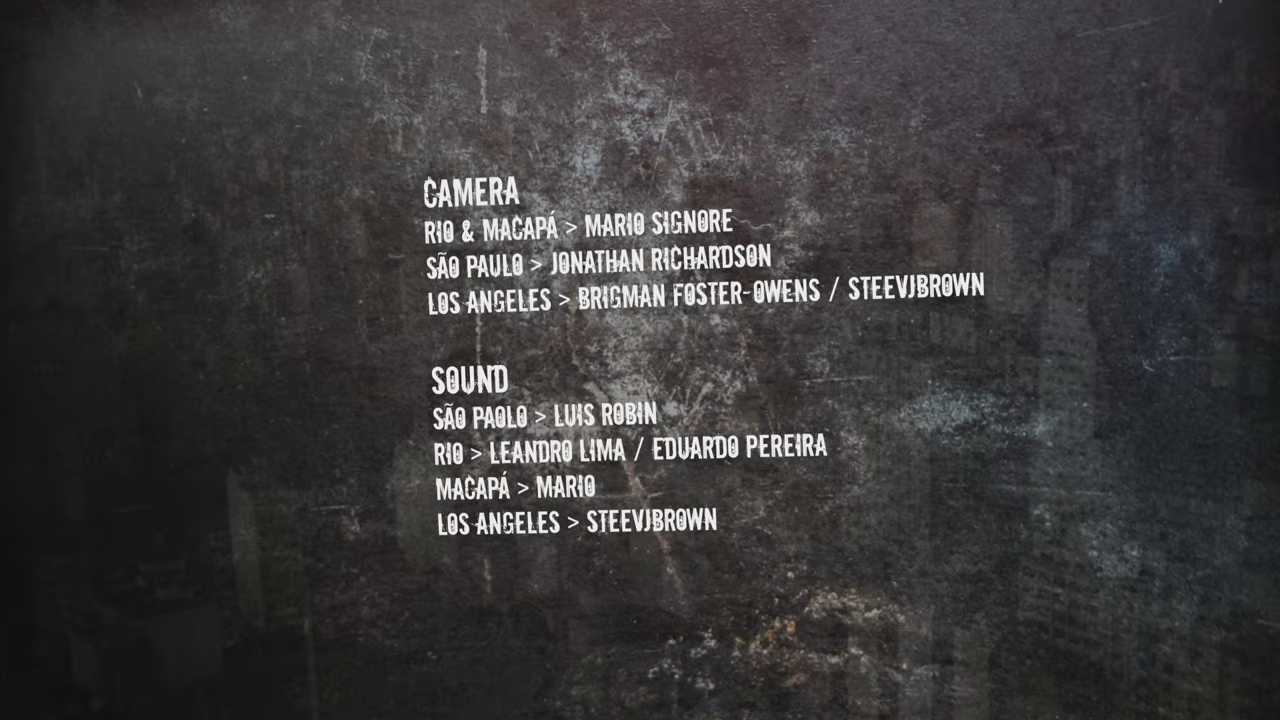 CAMERA
RIO & MACAPÁ > MARIO SIGNORE
SÃO PAULO > JONATHAN RICHARDSON
LOS ANGELES > BRIGMAN FOSTER-OWENS / STEEVJBROWN
SOUND
SÃO PAOLO > LUIS ROBIN
RIO > LEANDRO LIMA / EDUARDO PEREIRA
MACAPÁ > MARIO
LOS ANGELES > STEEVJBROWN